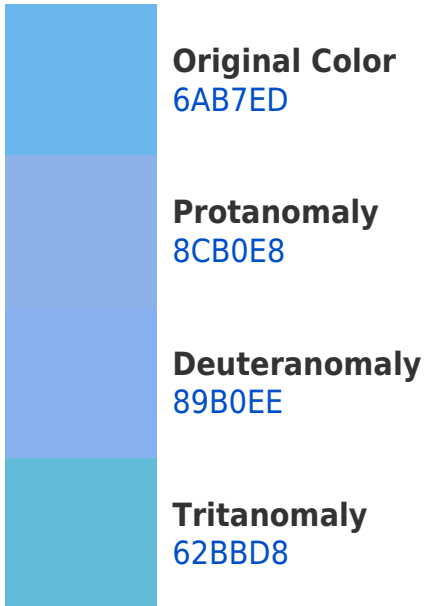 Original Color
6AB7ED
Protanomaly
8CB0E8
Deuteranomaly
89B0EE
Tritanomaly
62BBD8